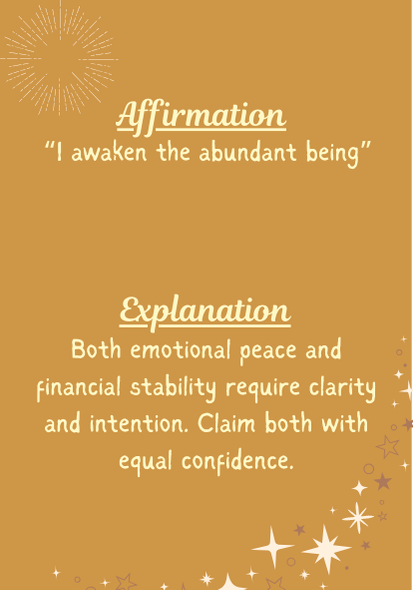 Affirmation
“I awaken the abundant being”
Explanation
Both emotional peace and
financial stability require clarity
and intention. Claim both with
equal confidence.